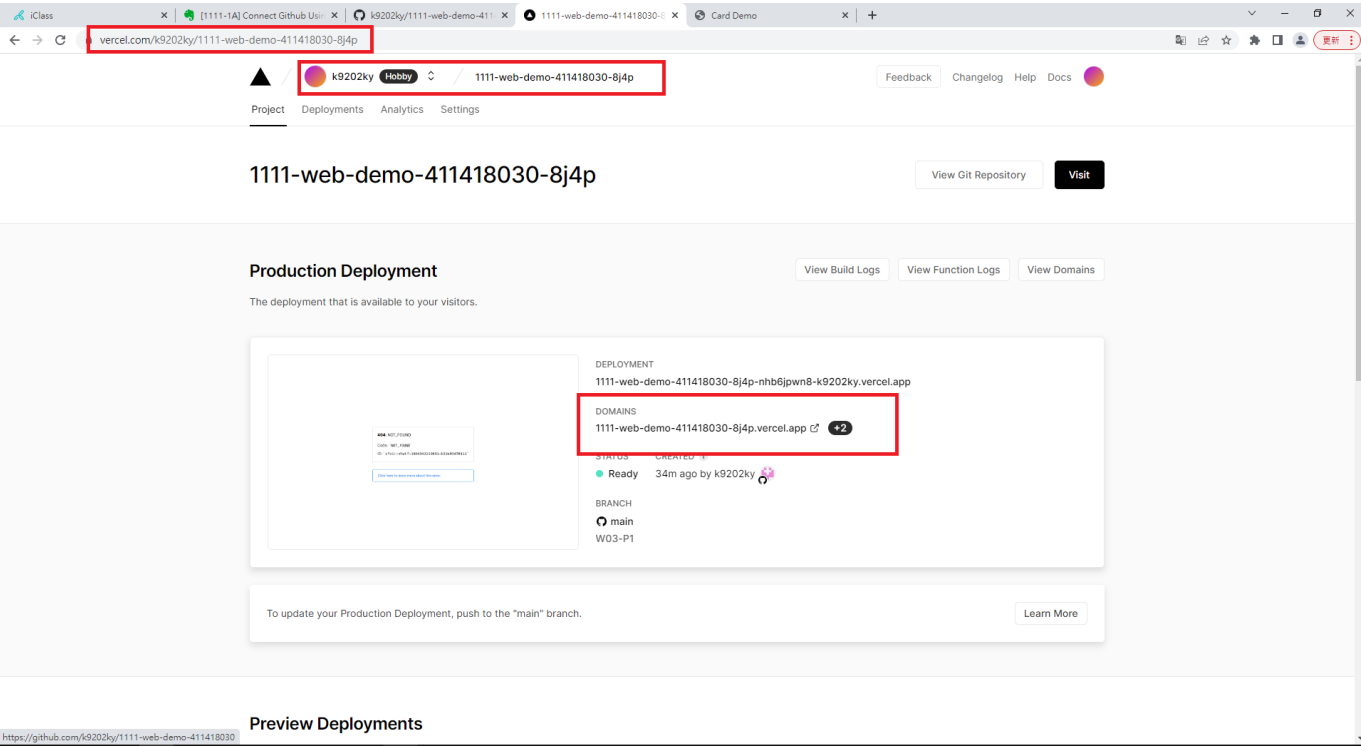 iClass
[1111-1A] Connect Github Usin
k9202ky/1111-web-demo-411
1111-web-demo-411418030-8
Card Demo
vercel.com/k9202ky/1111-web-demo-411418030-8j4p
更新
k9202ky Hobby / 1111-web-demo-411418030-8j4p
Feedback Changelog Help Docs
Project Deployments Analytics Settings
1111-web-demo-411418030-8j4p
View Git Repository Visit
Production Deployment
View Build Logs View Function Logs View Domains
The deployment that is available to your visitors.
404: NOT_FOUND
Code: NOT_FOUND
DEPLOYMENT
1111-web-demo-411418030-8j4p-nhb6jpwn8-k9202ky.vercel.app
DOMAINS
1111-web-demo-411418030-8j4p.vercel.app +2
STATUS CREATED
Ready 34m ago by k9202ky
BRANCH
main
W03-P1
To update your Production Deployment, push to the "main" branch.
Learn More
Preview Deployments
https://github.com/k9202ky/1111-web-demo-411418030